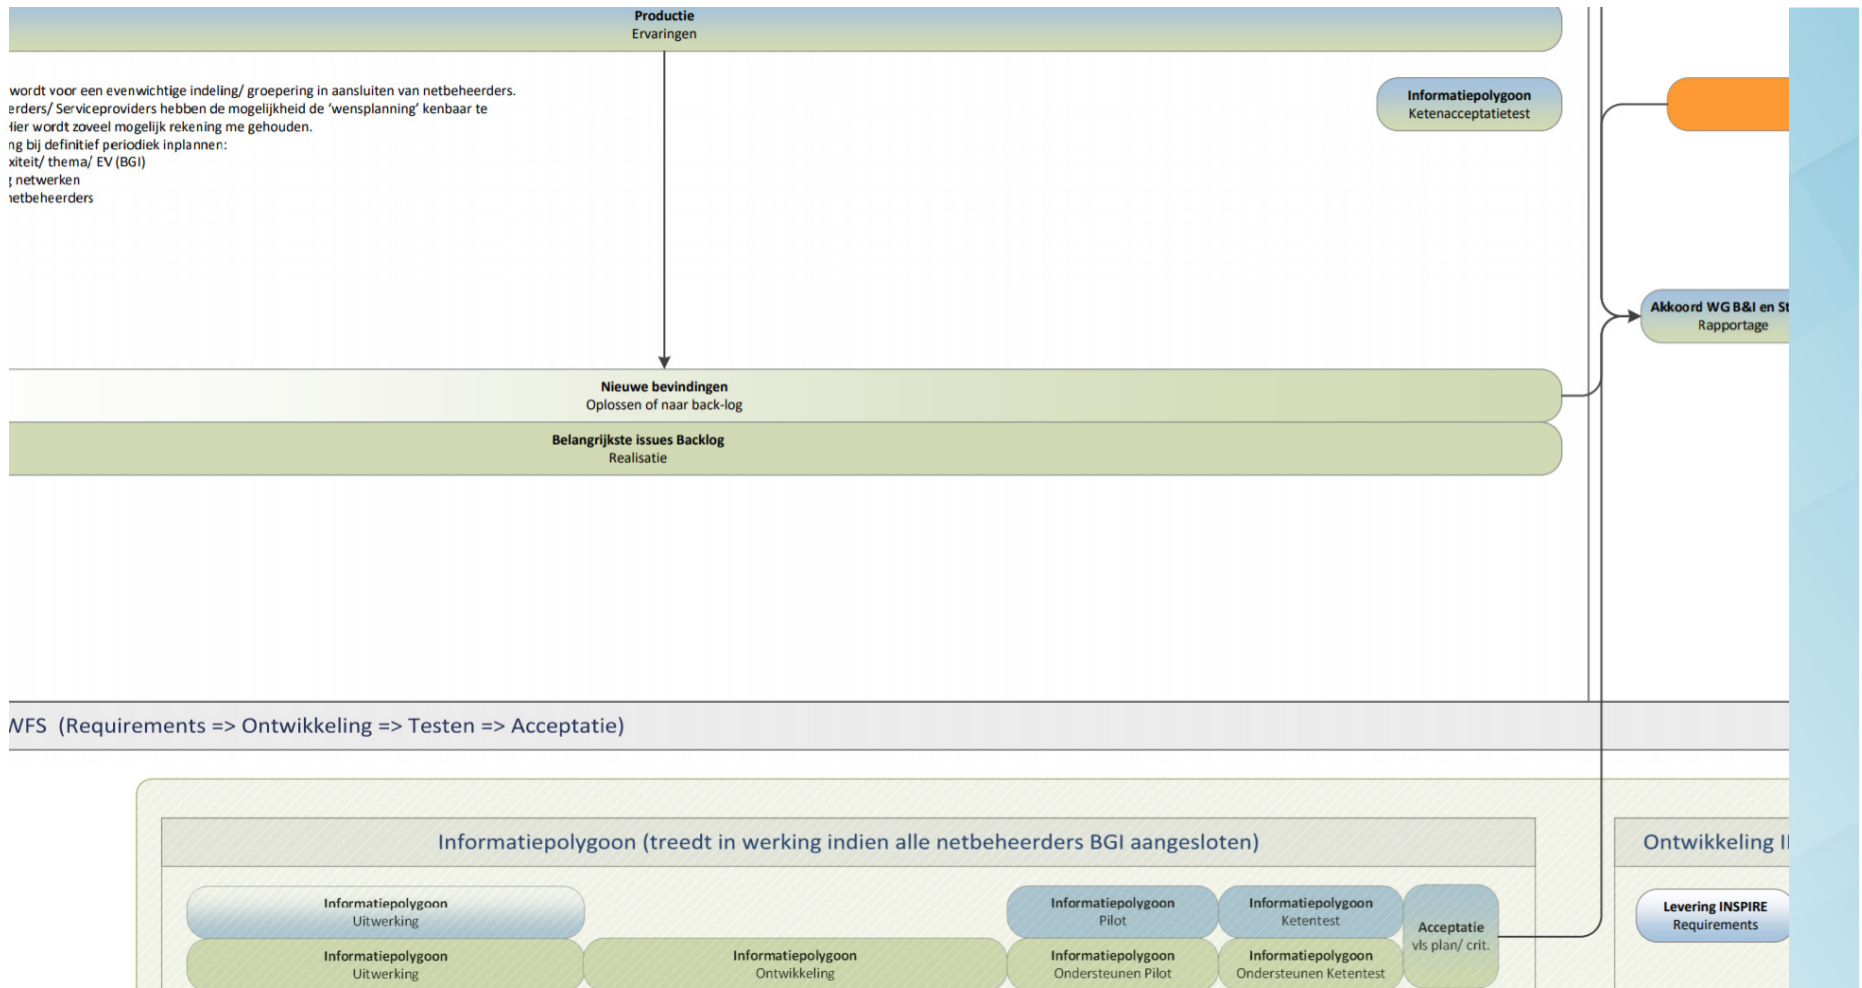 Productie
Ervaringen
wordt voor een evenwichtige indeling/ groepering in aansluiten van netbeheerders.
erders/ Serviceproviders hebben de mogelijkheid de ‘wensplanning’ kenbaar te
Hier wordt zoveel mogelijk rekening me gehouden.
ng bij definitief periodiek inplannen:
xiteit/ thema/ EV (BGI)
g netwerken
netbeheerders
Informatiepolygoon
Ketenacceptatietest
Akkoord WG B&I en St
Rapportage
Nieuwe bevindingen
Oplossen of naar back-log
Belangrijkste issues Backlog
Realisatie
WFS (Requirements => Ontwikkeling => Testen => Acceptatie)
Informatiepolygoon (treedt in werking indien alle netbeheerders BGI aangesloten)
Ontwikkeling
Informatiepolygoon
Uitwerking
Informatiepolygoon
Pilot
Informatiepolygoon
Ketentest
Acceptatie
vls plan/ crit.
Levering INSPIRE
Requirements
Informatiepolygoon
Uitwerking
Informatiepolygoon
Ontwikkeling
Informatiepolygoon
Ondersteunen Pilot
Informatiepolygoon
Ondersteunen Ketentest